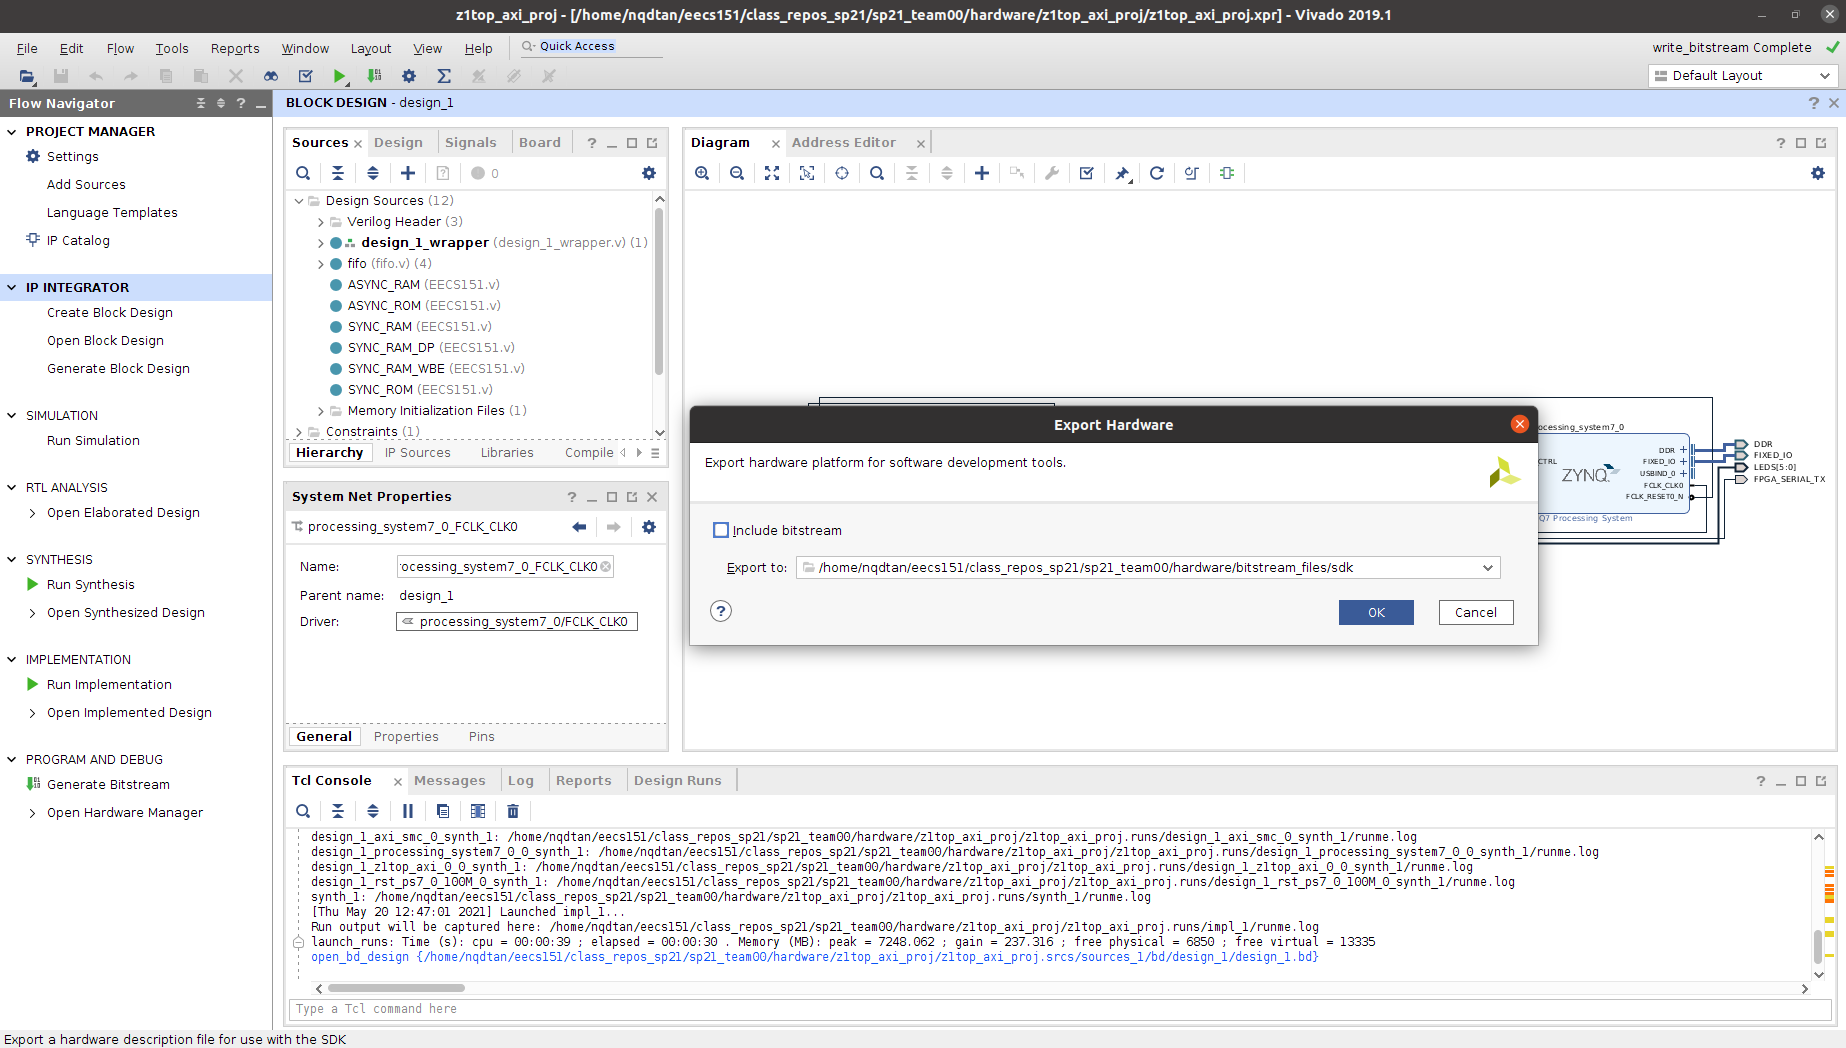 z1top_axi_proj - [/home/nqdtan/eecs151/class_repos_sp21/sp21_team00/hardware/z1top_axi_proj/z1top_axi_proj.xpr] - Vivado 2019.1
File Edit Flow Tools Reports Window Layout View Help Quick Access
write_bitstream Complete
Default Layout
Flow Navigator
PROJECT MANAGER
Settings
Add Sources
Language Templates
IP Catalog
IP INTEGRATOR
Create Block Design
Open Block Design
Generate Block Design
SIMULATION
Run Simulation
RTL ANALYSIS
Open Elaborated Design
SYNTHESIS
Run Synthesis
Open Synthesized Design
IMPLEMENTATION
Run Implementation
Open Implemented Design
PROGRAM AND DEBUG
Generate Bitstream
Open Hardware Manager
BLOCK DESIGN - design_1
Sources Design Signals Board
0
Design Sources (12)
Verilog Header (3)
design_1_wrapper (design_1_wrapper.v) (1)
fifo (fifo.v) (4)
ASYNC_RAM (EECS151.v)
ASYNC_ROM (EECS151.v)
SYNC_RAM (EECS151.v)
SYNC_RAM_DP (EECS151.v)
SYNC_RAM_WBE (EECS151.v)
SYNC_ROM (EECS151.v)
Memory Initialization Files (1)
Constraints (1)
Hierarchy IP Sources Libraries Compile
System Net Properties
processing_system7_0_FCLK_CLK0
Name: ocessing_system7_0_FCLK_CLK0
Parent name: design_1
Driver: processing_system7_0/FCLK_CLK0
General Properties Pins
Diagram Address Editor
ocessing_system7_0
CTRL
ZYNQ
DDR
FIXED_IO
USBIND_0
FCLK_CLK0
FCLK_RESET0_N
Q7 Processing System
DDR
FIXED_IO
LEDS[5:0]
FPGA_SERIAL_TX
Export Hardware
Export hardware platform for software development tools.
Include bitstream
Export to: /home/nqdtan/eecs151/class_repos_sp21/sp21_team00/hardware/bitstream_files/sdk
? OK Cancel
Tcl Console Messages Log Reports Design Runs
design_1_axi_smc_0_synth_1: /home/nqdtan/eecs151/class_repos_sp21/sp21_team00/hardware/z1top_axi_proj/z1top_axi_proj.runs/design_1_axi_smc_0_synth_1/runme.log
design_1_processing_system7_0_0_synth_1: /home/nqdtan/eecs151/class_repos_sp21/sp21_team00/hardware/z1top_axi_proj/z1top_axi_proj.runs/design_1_processing_system7_0_0_synth_1/runme.log
design_1_z1top_axi_0_0_synth_1: /home/nqdtan/eecs151/class_repos_sp21/sp21_team00/hardware/z1top_axi_proj/z1top_axi_proj.runs/design_1_z1top_axi_0_0_synth_1/runme.log
design_1_rst_ps7_0_100M_0_synth_1: /home/nqdtan/eecs151/class_repos_sp21/sp21_team00/hardware/z1top_axi_proj/z1top_axi_proj.runs/design_1_rst_ps7_0_100M_0_synth_1/runme.log
synth_1: /home/nqdtan/eecs151/class_repos_sp21/sp21_team00/hardware/z1top_axi_proj/z1top_axi_proj.runs/synth_1/runme.log
[Thu May 20 12:47:01 2021] Launched impl_1...
Run output will be captured here: /home/nqdtan/eecs151/class_repos_sp21/sp21_team00/hardware/z1top_axi_proj/z1top_axi_proj.runs/impl_1/runme.log
launch_runs: Time (s): cpu = 00:00:39 ; elapsed = 00:00:30 . Memory (MB): peak = 7248.062 ; gain = 237.316 ; free physical = 6850 ; free virtual = 13335
open_bd_design {/home/nqdtan/eecs151/class_repos_sp21/sp21_team00/hardware/z1top_axi_proj/z1top_axi_proj.srcs/sources_1/bd/design_1/design_1.bd}
Type a Tcl command here
Export a hardware description file for use with the SDK